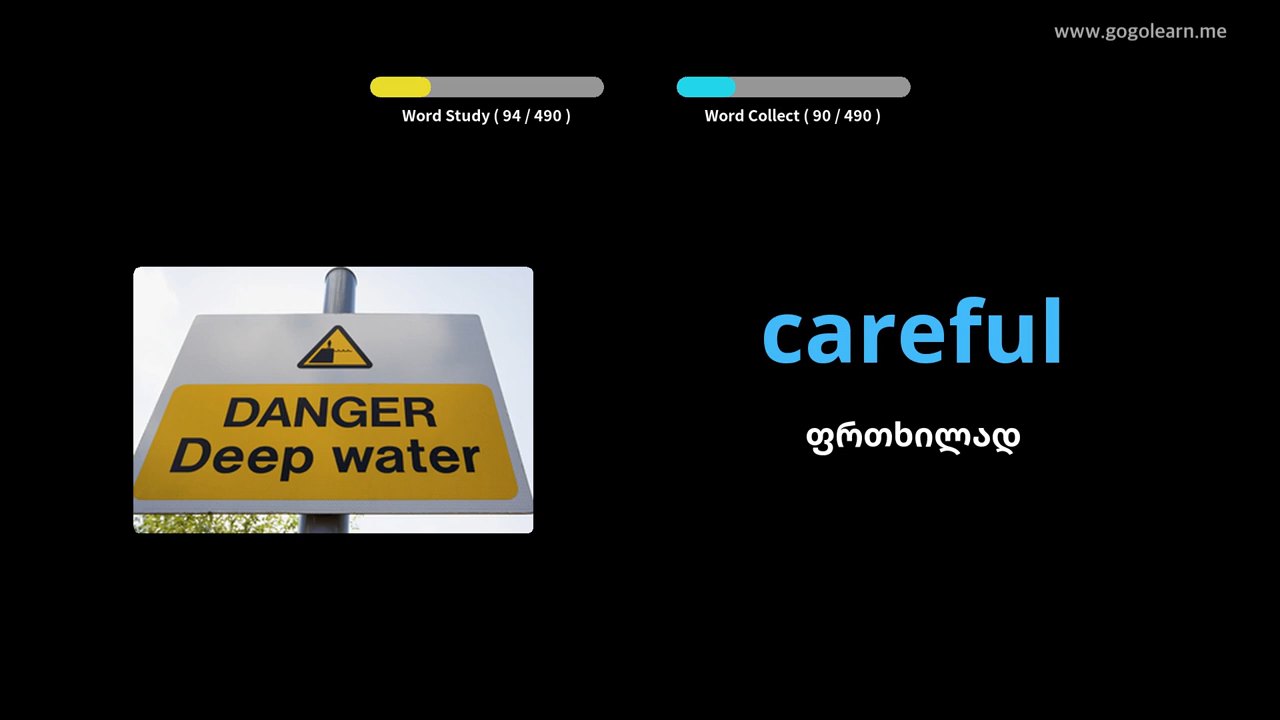 www.gogolearn.me
Word Study ( 94 / 490 )
Word Collect ( 90 / 490 )
DANGER
Deep water
careful
ფრთხილად